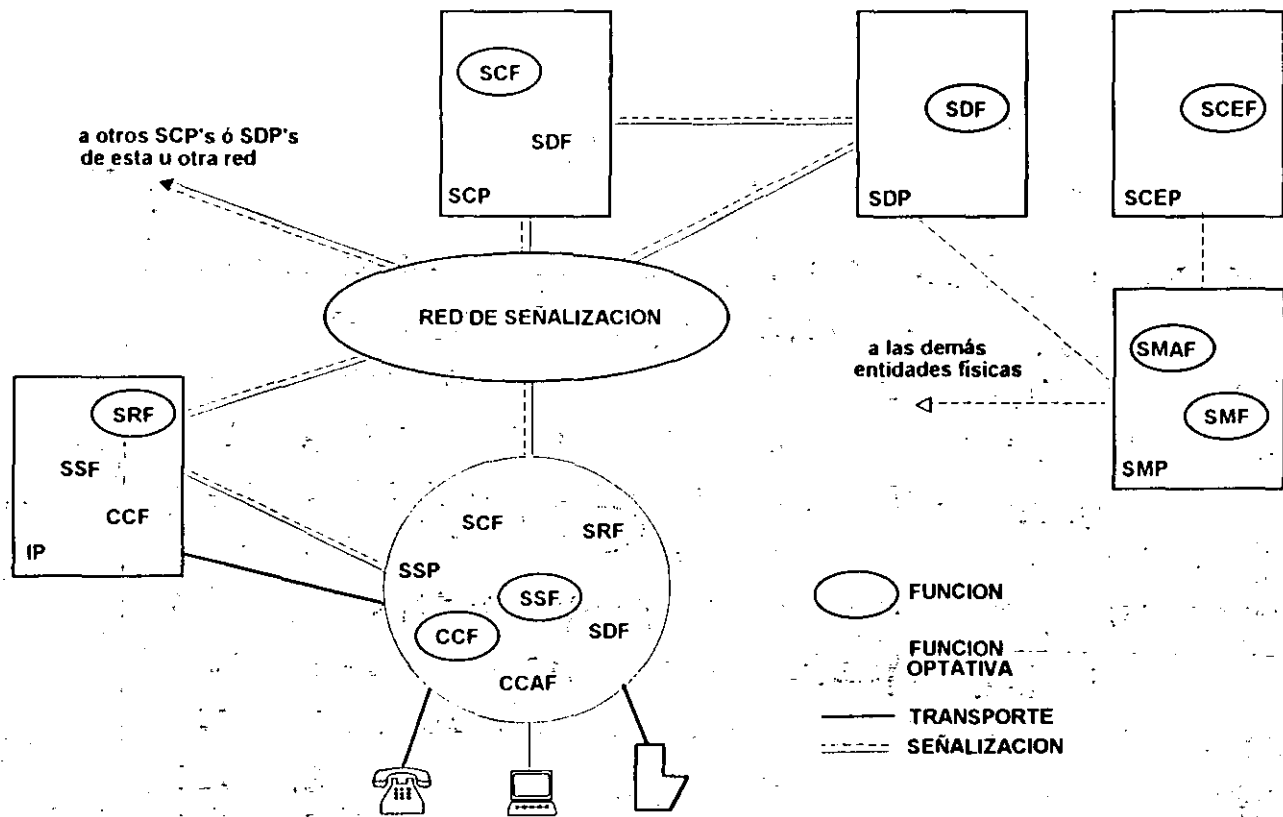 SCF
SDF
SCP
SDF
SDP
SCEF
SCEP
a otros SCP's ó SDP's
de esta u otra red
RED DE SEÑALIZACION
a las demás
entidades físicas
SMAF
SMF
SMP
SRF
SSF
CCF
IP
SCF
SRF
SSP
SSF
CCF
SDF
CCAF
FUNCION
FUNCION
OPTATIVA
TRANSPORTE
SEÑALIZACION